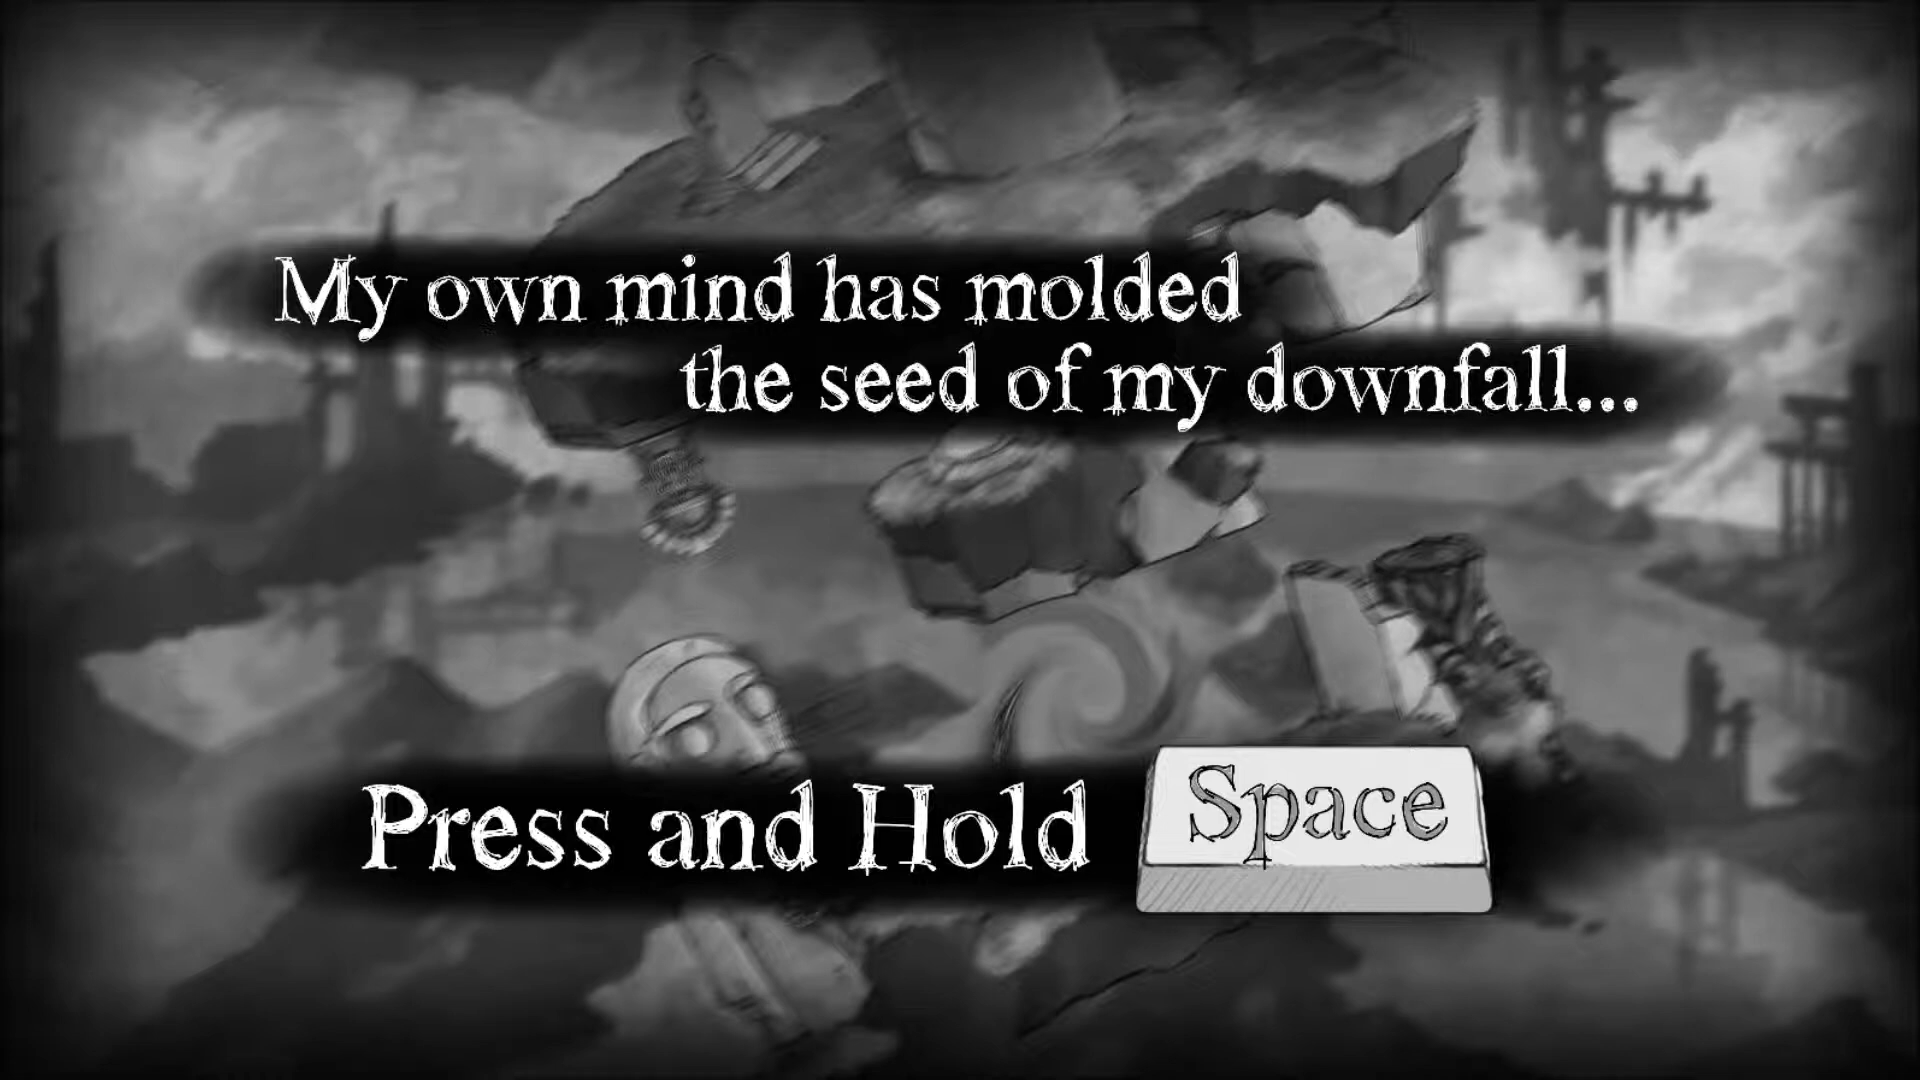 My own mind has molded
the seed of my downfall...
Press and Hold Space